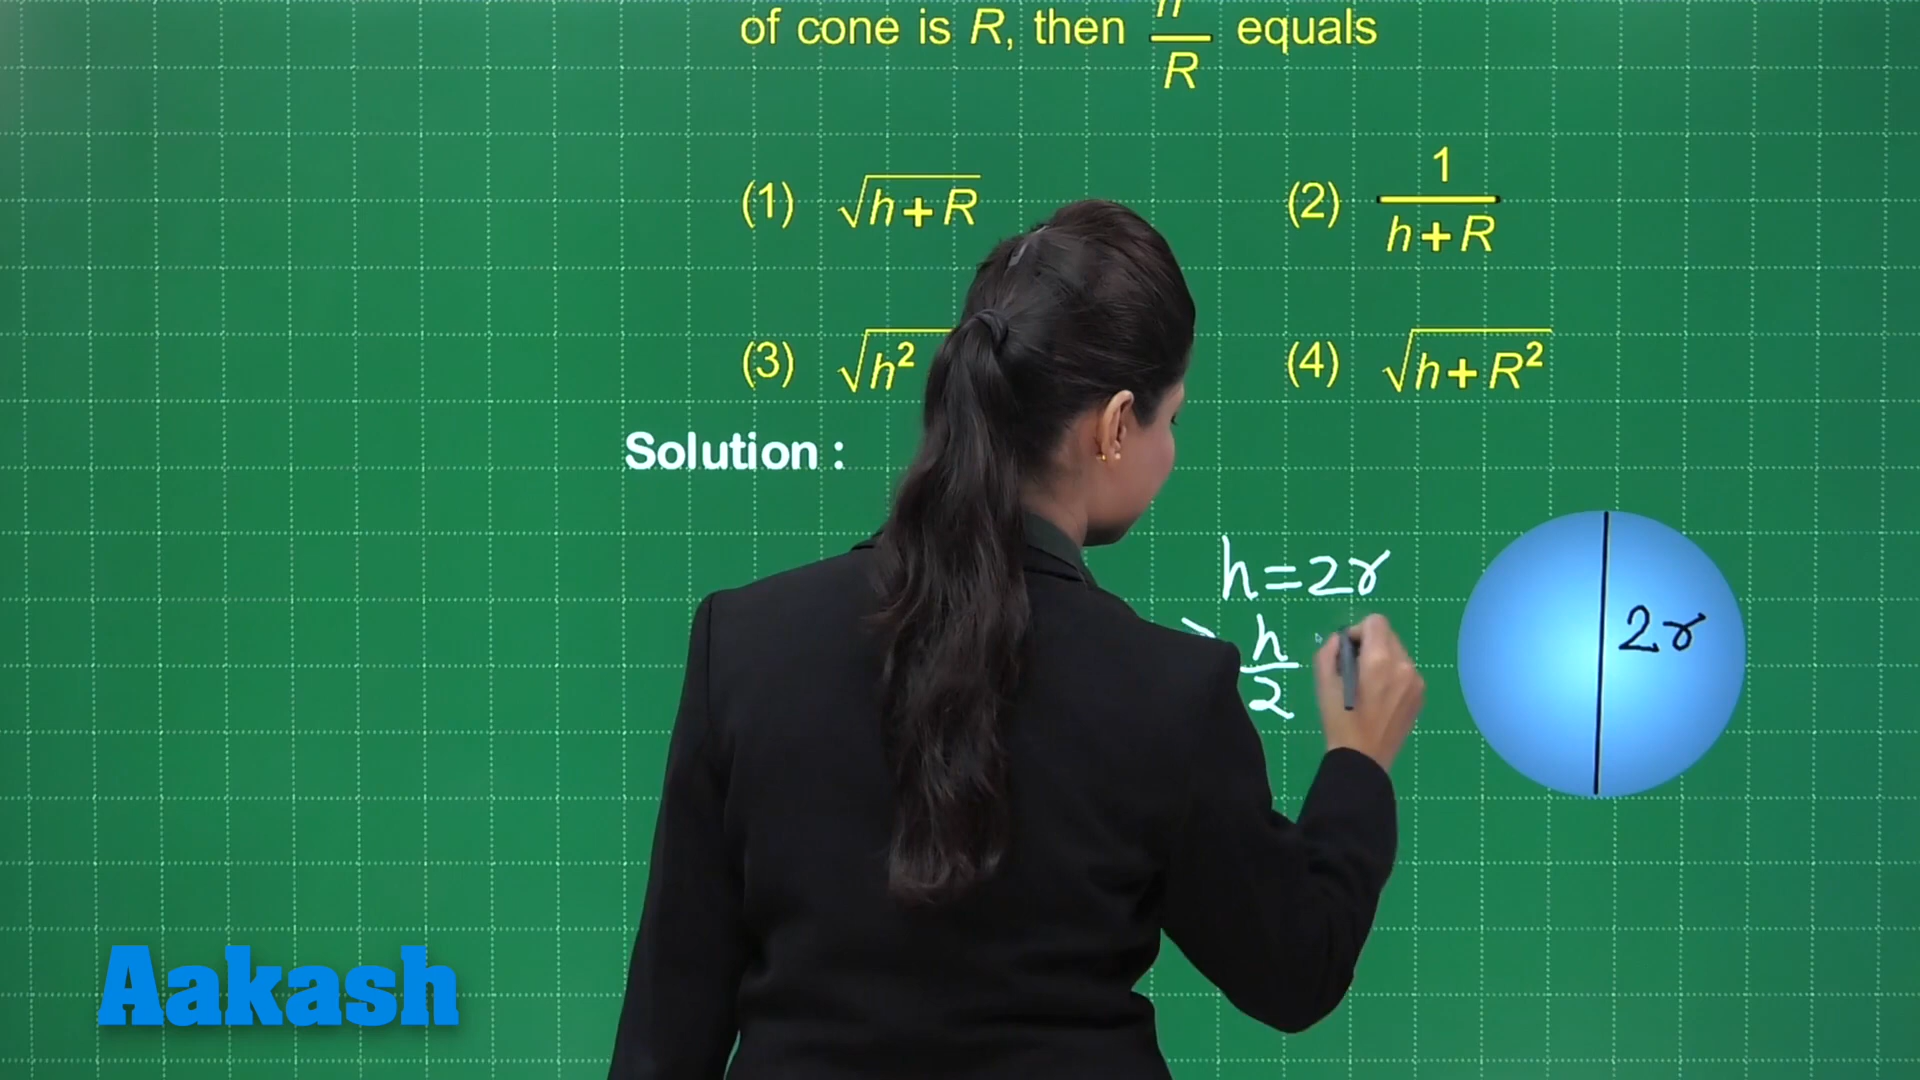 of cone is R, then h/R equals
(1) √h+R (2) 1/h+R
(3) √h² (4) √h+R²
Solution :
h=2r
h/2
2r
Aakash